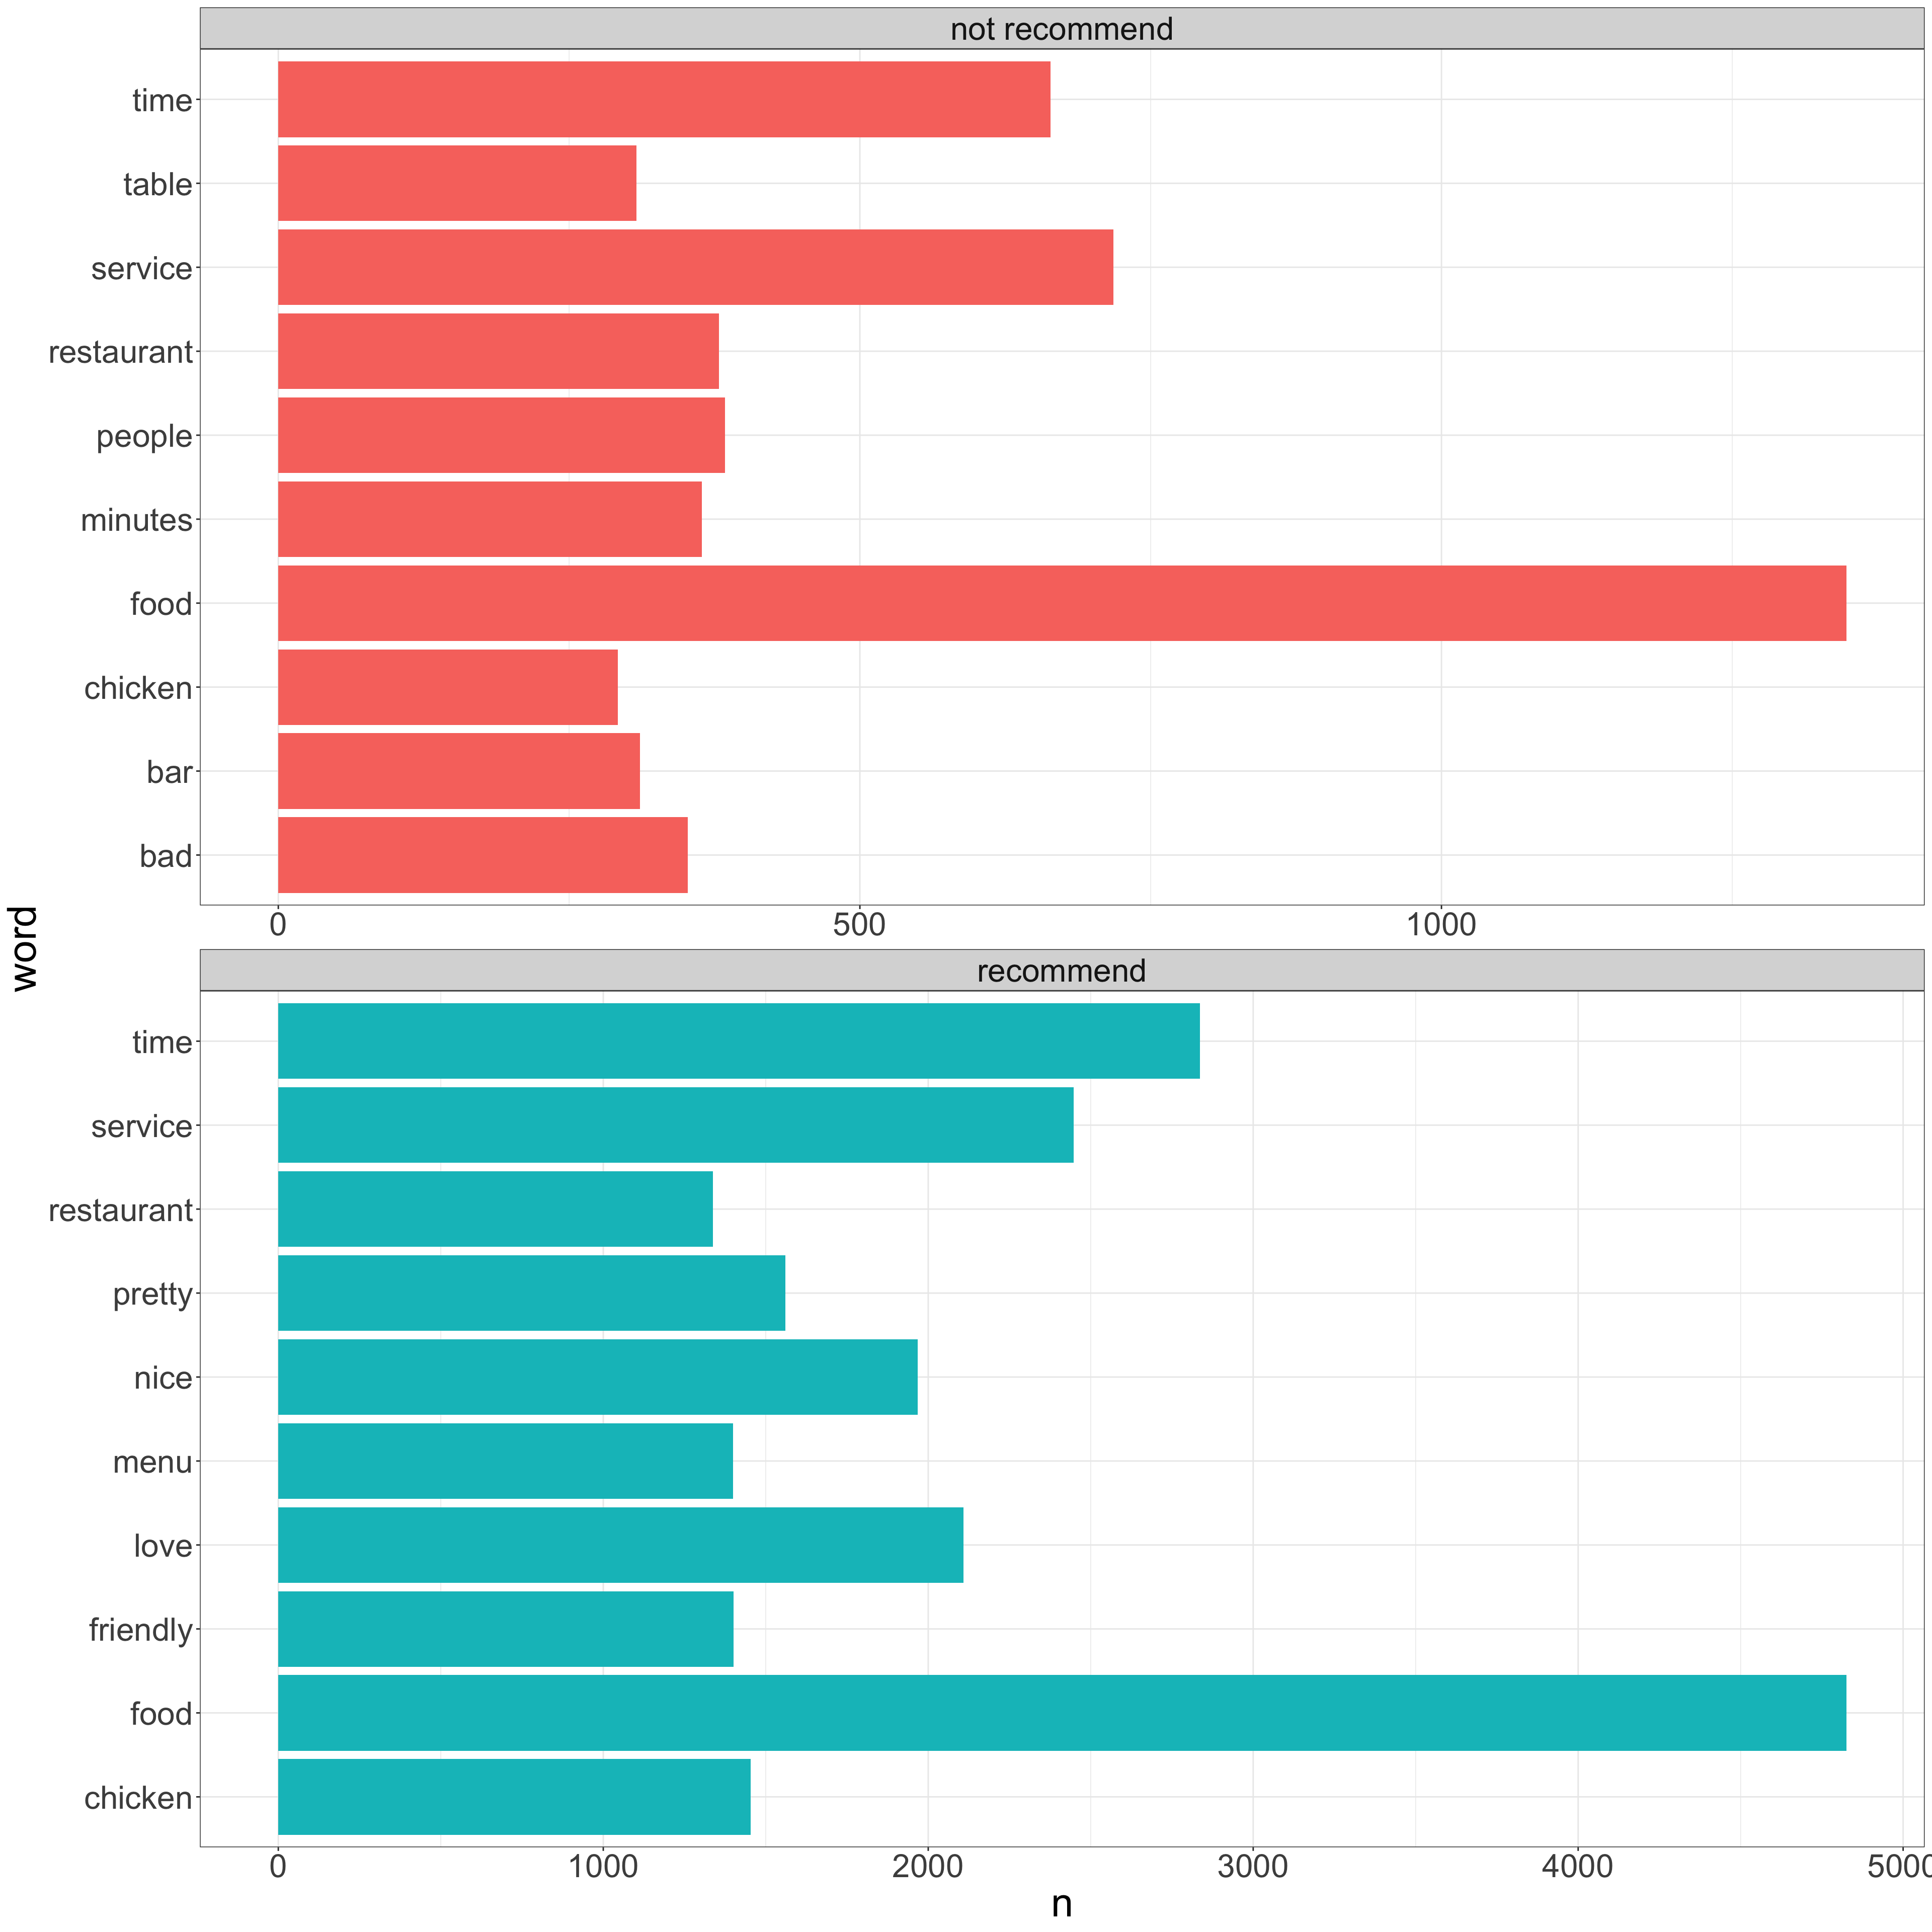 not recommend
time
table
service
restaurant
people
minutes
food
chicken
bar
bad
0 500 1000
word
recommend
time
service
restaurant
pretty
nice
menu
love
friendly
food
chicken
0 1000 2000 3000 4000 5000
n